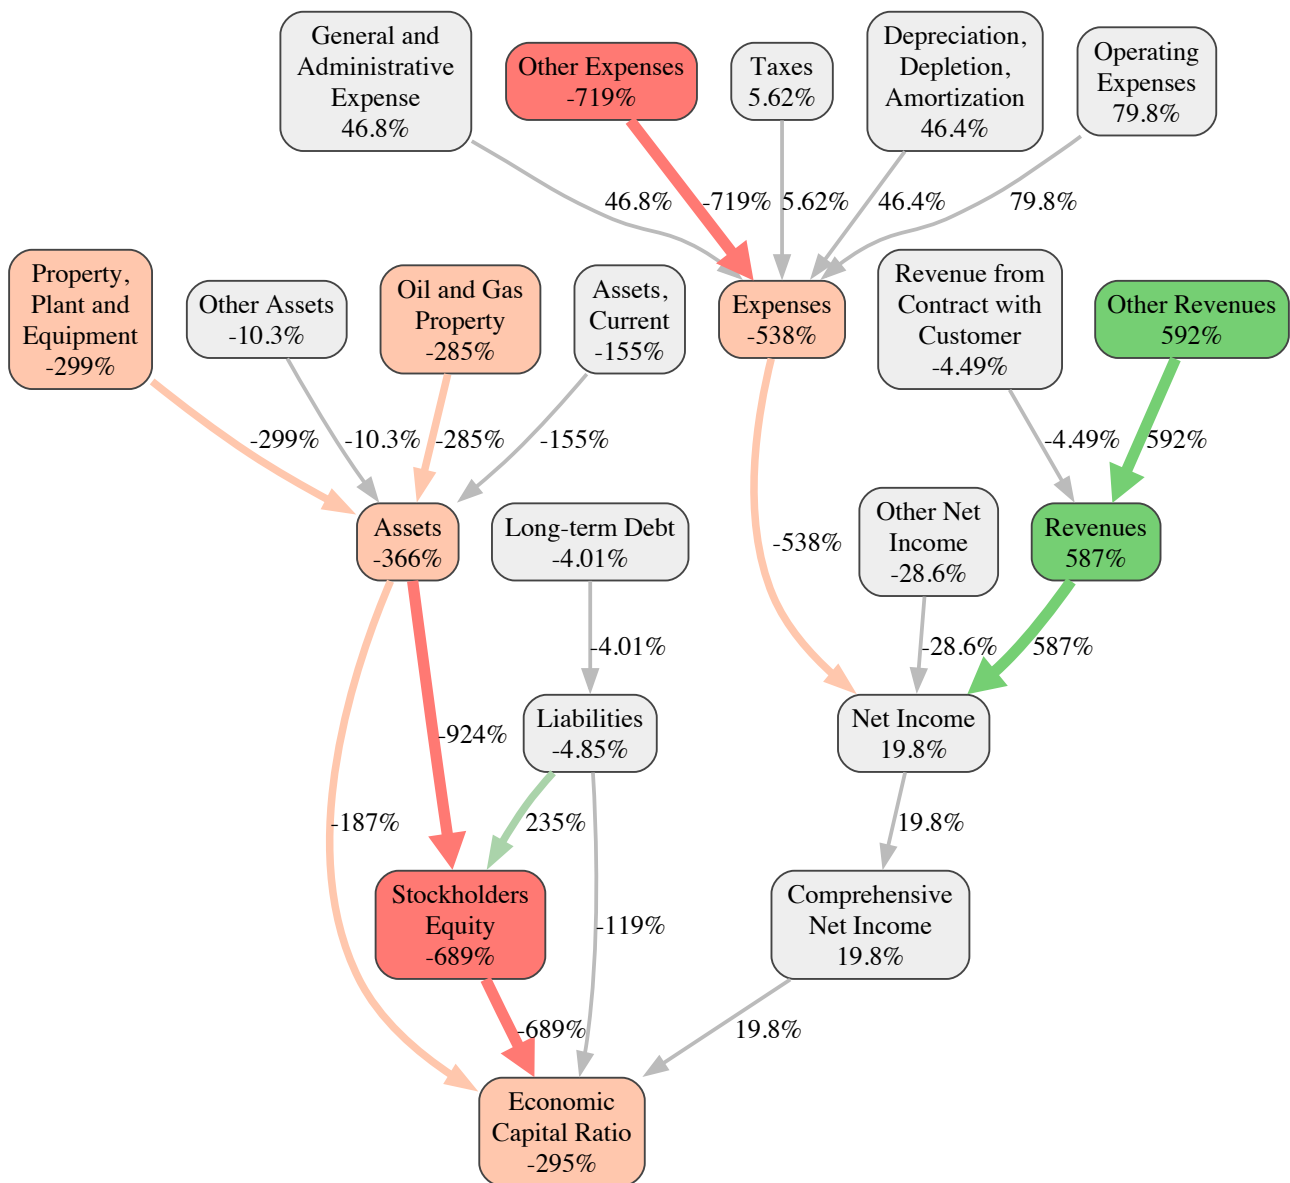 General and
Administrative
Expense
46.8%
Other Expenses
-719%
Taxes
5.62%
Depreciation,
Depletion,
Amortization
46.4%
Operating
Expenses
79.8%
46.8%
-719%
5.62%
46.4%
79.8%
Property,
Plant and
Equipment
-299%
Other Assets
-10.3%
Oil and Gas
Property
-285%
Assets,
Current
-155%
Expenses
-538%
Revenue from
Contract with
Customer
-4.49%
Other Revenues
592%
-299%
-10.3%
-285%
-155%
-4.49%
592%
Assets
-366%
Long-term Debt
-4.01%
-538%
Other Net
Income
-28.6%
Revenues
587%
-4.01%
-28.6%
587%
-924%
Liabilities
-4.85%
Net Income
19.8%
-187%
235%
19.8%
Stockholders
Equity
-689%
-119%
Comprehensive
Net Income
19.8%
-689%
19.8%
Economic
Capital Ratio
-295%